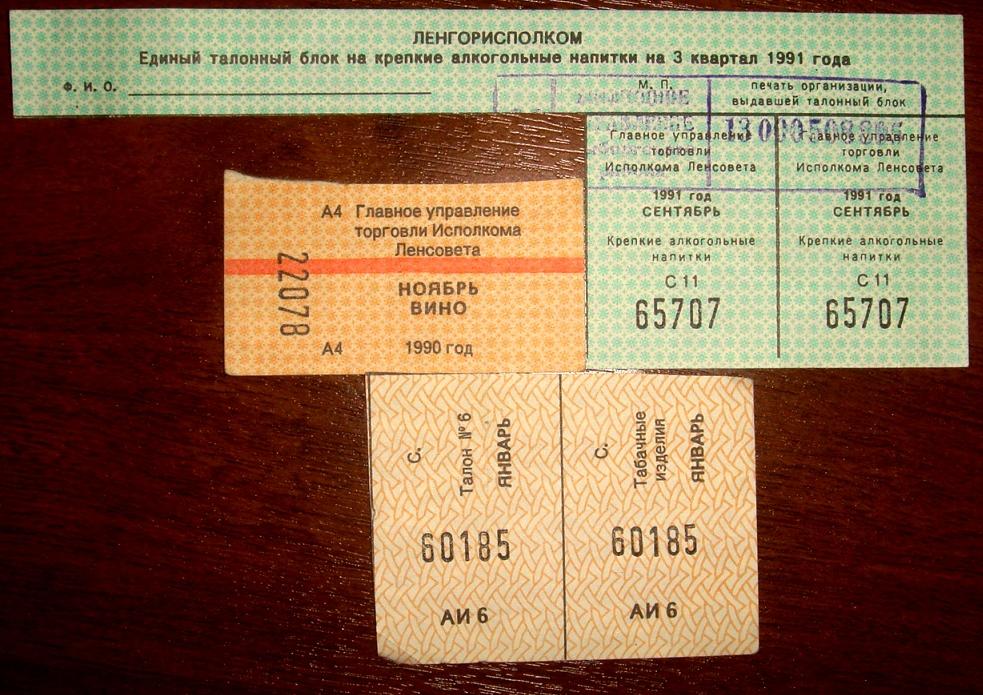 ЛЕНГОРИСПОЛКОМ
Единый талонный блок на крепкие алкогольные напитки на 3 квартал 1991 года
Ф. И. О.
М. П.
печать организации,
выдавшей талонный блок
Главное управление
торговли
Исполкома Ленсовета
1991 год
СЕНТЯБРЬ
Крепкие алкогольные
напитки
С 11
65707
Главное управление
торговли
Исполкома Ленсовета
1991 год
СЕНТЯБРЬ
Крепкие алкогольные
напитки
С 11
65707
А4 Главное управление
торговли Исполкома
Ленсовета
22078
НОЯБРЬ
ВИНО
А4 1990 год
С.
Талон № 6
ЯНВАРЬ
60185
АИ 6
С.
Табачные
изделия
ЯНВАРЬ
60185
АИ 6